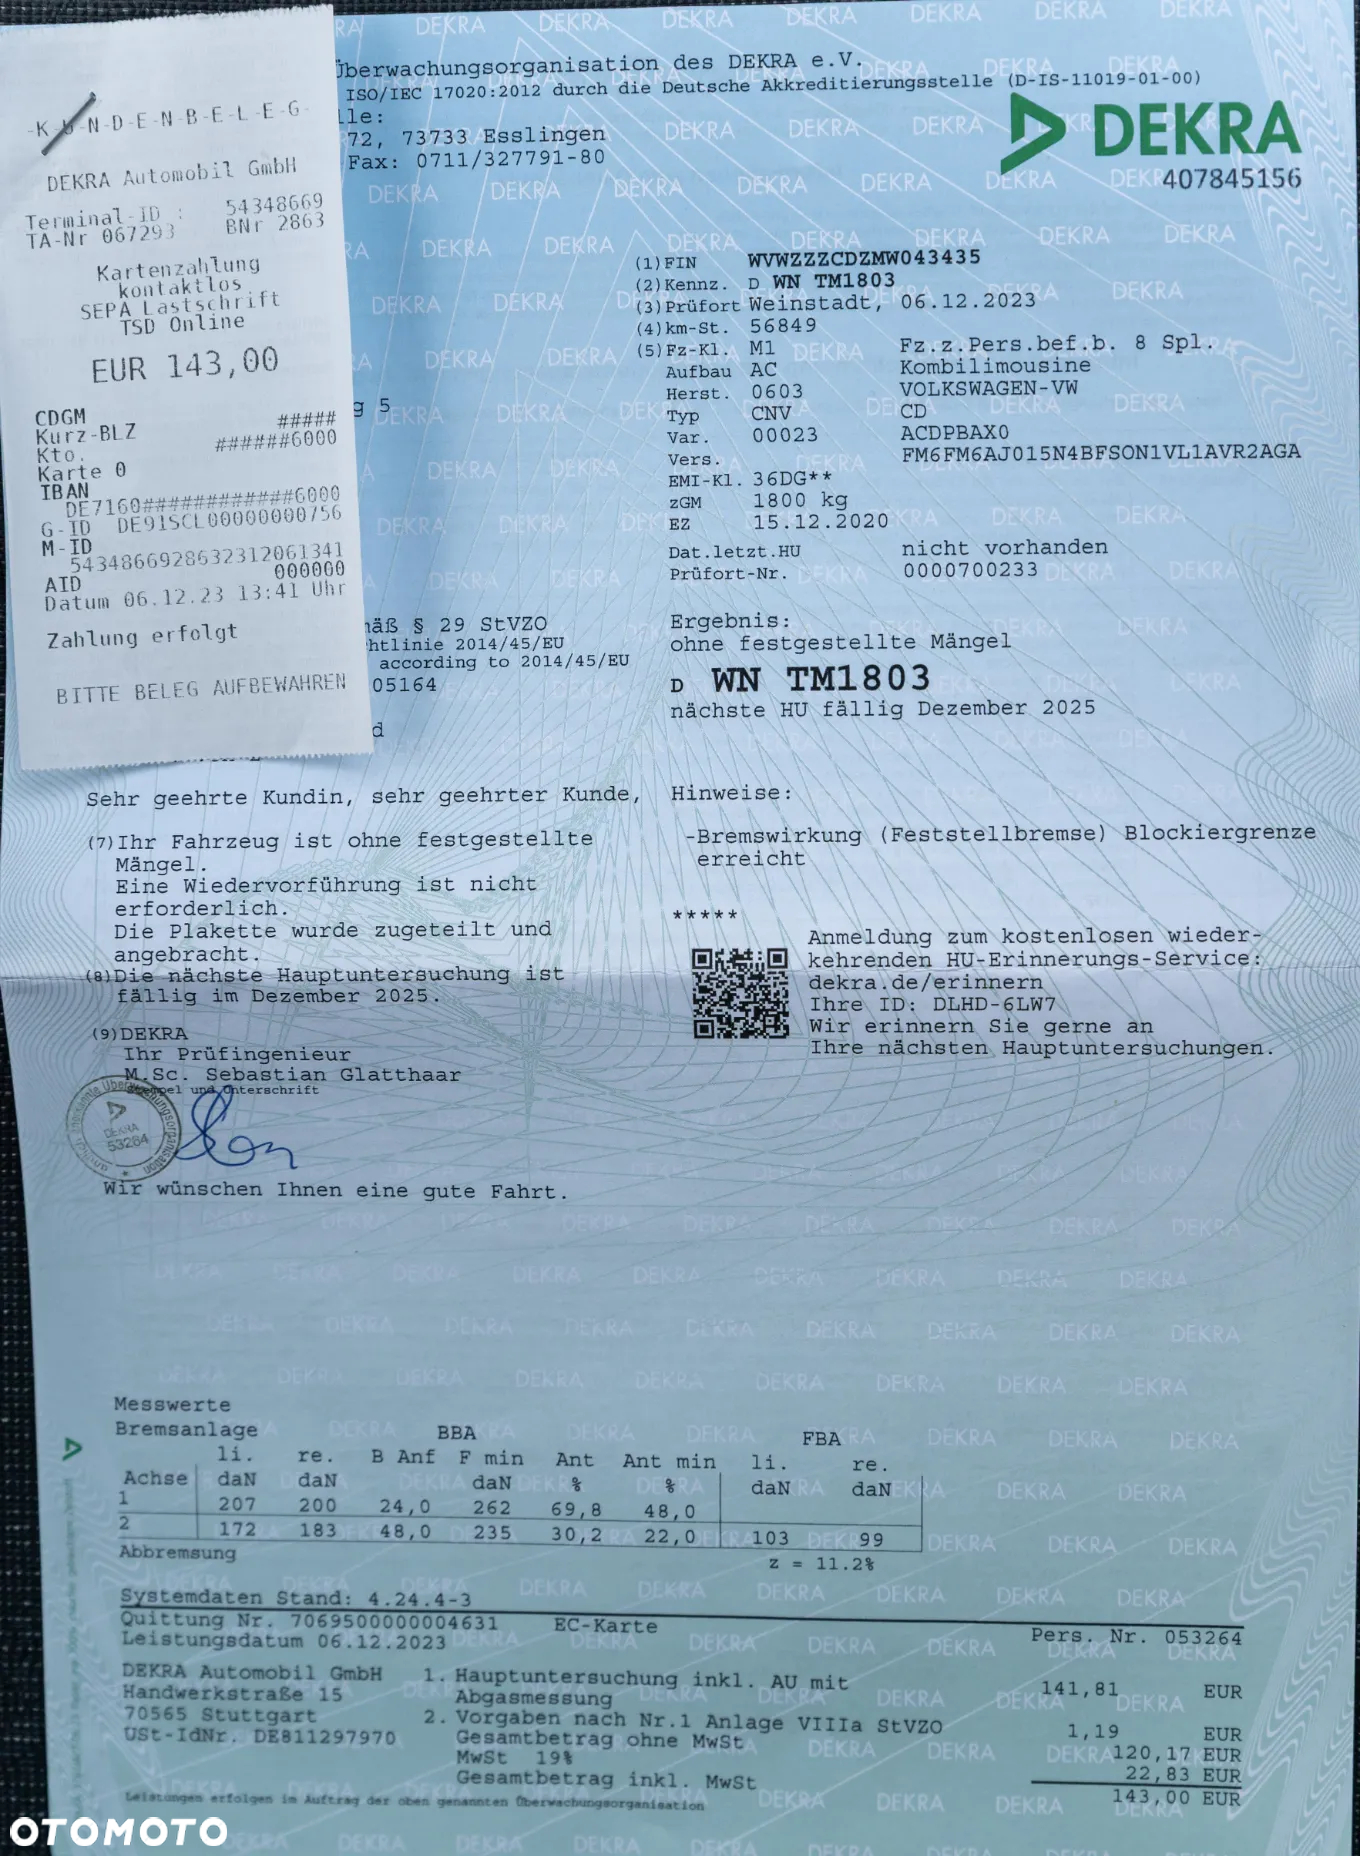 -K-U-N-D-E-N-B-E-L-E-G-
DEKRA Automobil GmbH
Terminal-ID : 54348669
TA-Nr 067293 BNr 2863
Kartenzahlung
kontaktlos
SEPA Lastschrift
TSD Online
EUR 143,00
CDGM
Kurz-BLZ #####
Kto. ######6000
Karte 0
IBAN
DE7160############6000
G-ID DE91SCL00000000756
M-ID
5434866928632312061341
AID 000000
Datum 06.12.23 13:41 Uhr
Zahlung erfolgt
BITTE BELEG AUFBEWAHREN
Überwachungsorganisation des DEKRA e.V.
ISO/IEC 17020:2012 durch die Deutsche Akkreditierungsstelle (D-IS-11019-01-00)
lle:
72, 73733 Esslingen
Fax: 0711/327791-80
DEKRA
407845156
g 5
(1) FIN WVWZZZCDZMW043435
(2) Kennz. D WN TM1803
(3) Prüfort Weinstadt, 06.12.2023
(4) km-St. 56849
(5) Fz-Kl. M1 Fz.z.Pers.bef.b. 8 Spl.
Aufbau AC Kombilimousine
Herst. 0603 VOLKSWAGEN-VW
Typ CNV CD
Var. 00023 ACDPBAX0
Vers. FM6FM6AJ015N4BFSON1VL1AVR2AGA
EMI-Kl. 36DG**
zGM 1800 kg
EZ 15.12.2020
Dat.letzt.HU nicht vorhanden
Prüfort-Nr. 0000700233
äß § 29 StVZO
htlinie 2014/45/EU
according to 2014/45/EU
05164
d
Ergebnis:
ohne festgestellte Mängel
D WN TM1803
nächste HU fällig Dezember 2025
Sehr geehrte Kundin, sehr geehrter Kunde,
(7) Ihr Fahrzeug ist ohne festgestellte
Mängel.
Eine Wiedervorführung ist nicht
erforderlich.
Die Plakette wurde zugeteilt und
angebracht.
(8) Die nächste Hauptuntersuchung ist
fällig im Dezember 2025.
(9) DEKRA
Ihr Prüfingenieur
M.Sc. Sebastian Glatthaar
Stempel und Unterschrift
DEKRA
53264
Wir wünschen Ihnen eine gute Fahrt.
Hinweise:
-Bremswirkung (Feststellbremse) Blockiergrenze
erreicht
*****
Anmeldung zum kostenlosen wieder-
kehrenden HU-Erinnerungs-Service:
dekra.de/erinnern
Ihre ID: DLHD-6LW7
Wir erinnern Sie gerne an
Ihre nächsten Hauptuntersuchungen.
Messwerte
Bremsanlage BBA FBA
li. re. B Anf F min Ant Ant min li. re.
Achse daN daN daN % % daN daN
1 207 200 24,0 262 69,8 48,0
2 172 183 48,0 235 30,2 22,0 103 99
Abbremsung z = 11.2%
Systemdaten Stand: 4.24.4-3
Quittung Nr. 7069500000004631 EC-Karte Pers. Nr. 053264
Leistungsdatum 06.12.2023
DEKRA Automobil GmbH
Handwerkstraße 15
70565 Stuttgart
USt-IdNr. DE811297970
1. Hauptuntersuchung inkl. AU mit
Abgasmessung 141,81 EUR
2. Vorgaben nach Nr.1 Anlage VIIIa StVZO 1,19 EUR
Gesamtbetrag ohne MwSt 120,17 EUR
MwSt 19% 22,83 EUR
Gesamtbetrag inkl. MwSt 143,00 EUR
Leistungen erfolgen im Auftrag der oben genannten Überwachungsorganisation
OTOMOTO